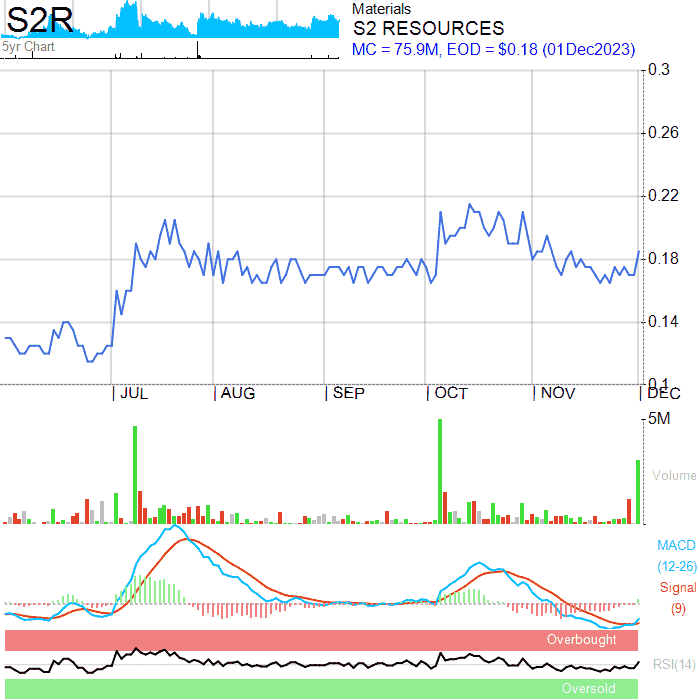 S2R
5yr Chart
Materials
S2 RESOURCES
MC = 75.9M, EOD = $0.18 (01Dec2023)
0.3
0.26
0.22
0.18
0.14
0.1
JUL AUG SEP OCT NOV DEC
5M
Volume
MACD
(12-26)
Signal
(9)
Overbought
RSI(14)
Oversold